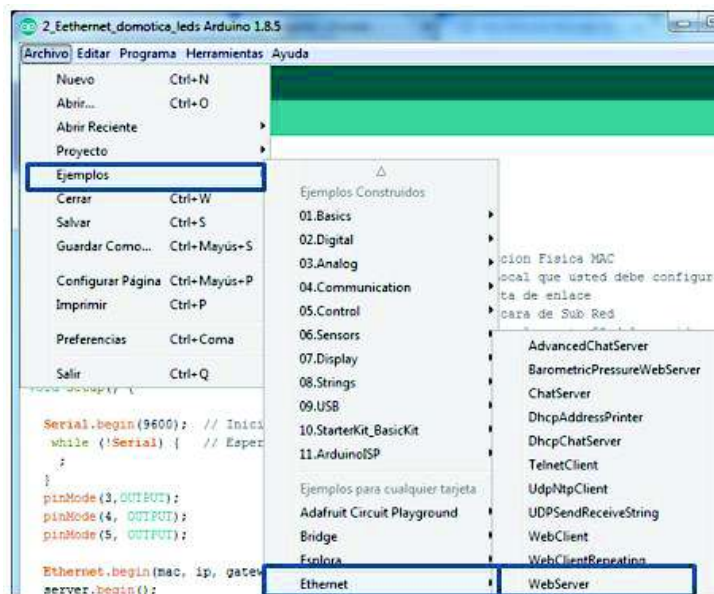 2_Eethernet_domotica_leds Arduino 1.8.5
Archivo Editar Programa Herramientas Ayuda
Nuevo Ctrl+N
Abrir... Ctrl+O
Abrir Reciente
Proyecto
Ejemplos
Cerrar Ctrl+W
Salvar Ctrl+S
Guardar Como... Ctrl+Mayús+S
Configurar Página Ctrl+Mayús+P
Imprimir Ctrl+P
Preferencias Ctrl+Coma
Salir Ctrl+Q
Ejemplos Construidos
01.Basics
02.Digital
03.Analog
04.Communication
05.Control
06.Sensors
07.Display
08.Strings
09.USB
10.StarterKit_BasicKit
11.ArduinoISP
Ejemplos para cualquier tarjeta
Adafruit Circuit Playground
Bridge
Esplora
Ethernet
AdvancedChatServer
BarometricPressureWebServer
ChatServer
DhcpAddressPrinter
DhcpChatServer
TelnetClient
UdpNtpClient
UDPSendReceiveString
WebClient
WebClientRepeating
WebServer
cion Fisica MAC
ocal que usted debe configur
ta de enlace
cara de Sub Red
void setup() {
Serial.begin(9600); // Inici
while (!Serial) { // Esper
;
}
pinMode(3,OUTPUT);
pinMode(4, OUTPUT);
pinMode(5, OUTPUT);
Ethernet.begin(mac, ip, gatew
server.begin();